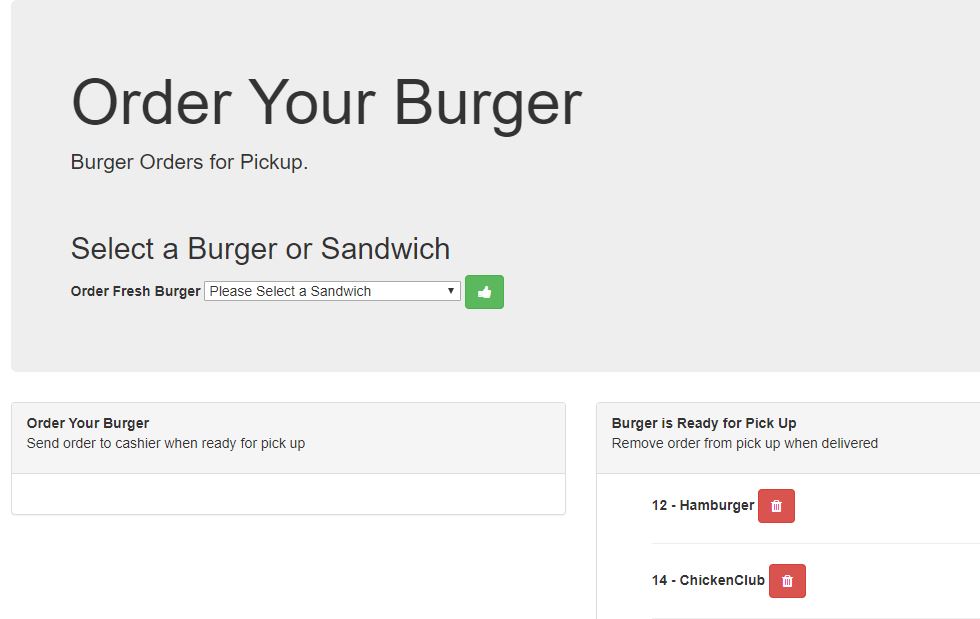 Order Your Burger
Burger Orders for Pickup.
Select a Burger or Sandwich
Order Fresh Burger Please Select a Sandwich
Order Your Burger
Send order to cashier when ready for pick up
Burger is Ready for Pick Up
Remove order from pick up when delivered
12 - Hamburger
14 - ChickenClub